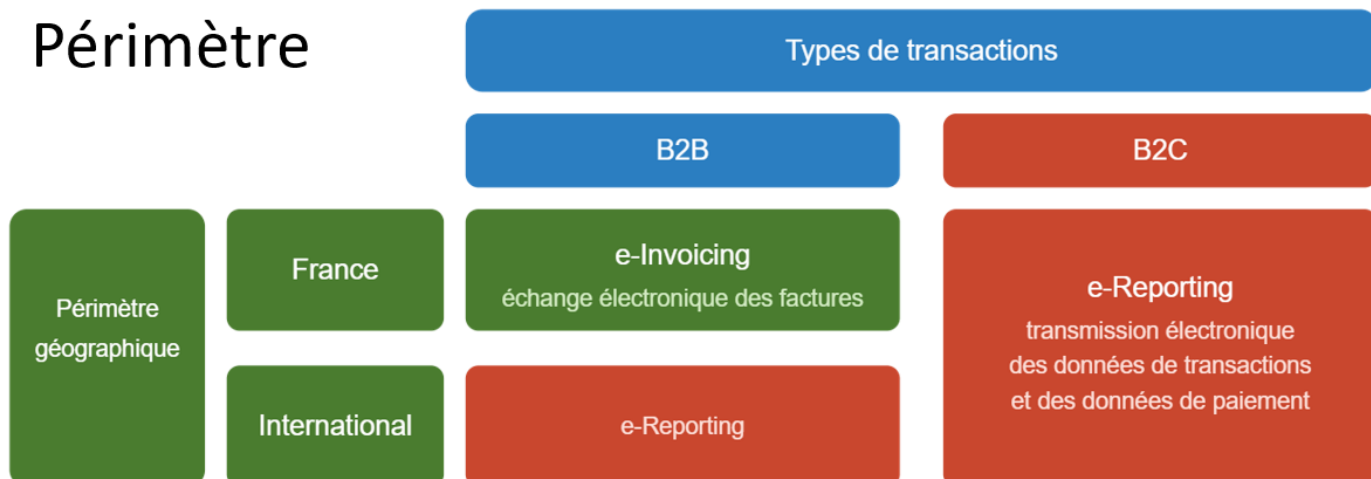 Périmètre
Types de transactions
B2B
B2C
Périmètre
géographique
France
e-Invoicing
échange électronique des factures
e-Reporting
transmission électronique
des données de transactions
et des données de paiement
International
e-Reporting